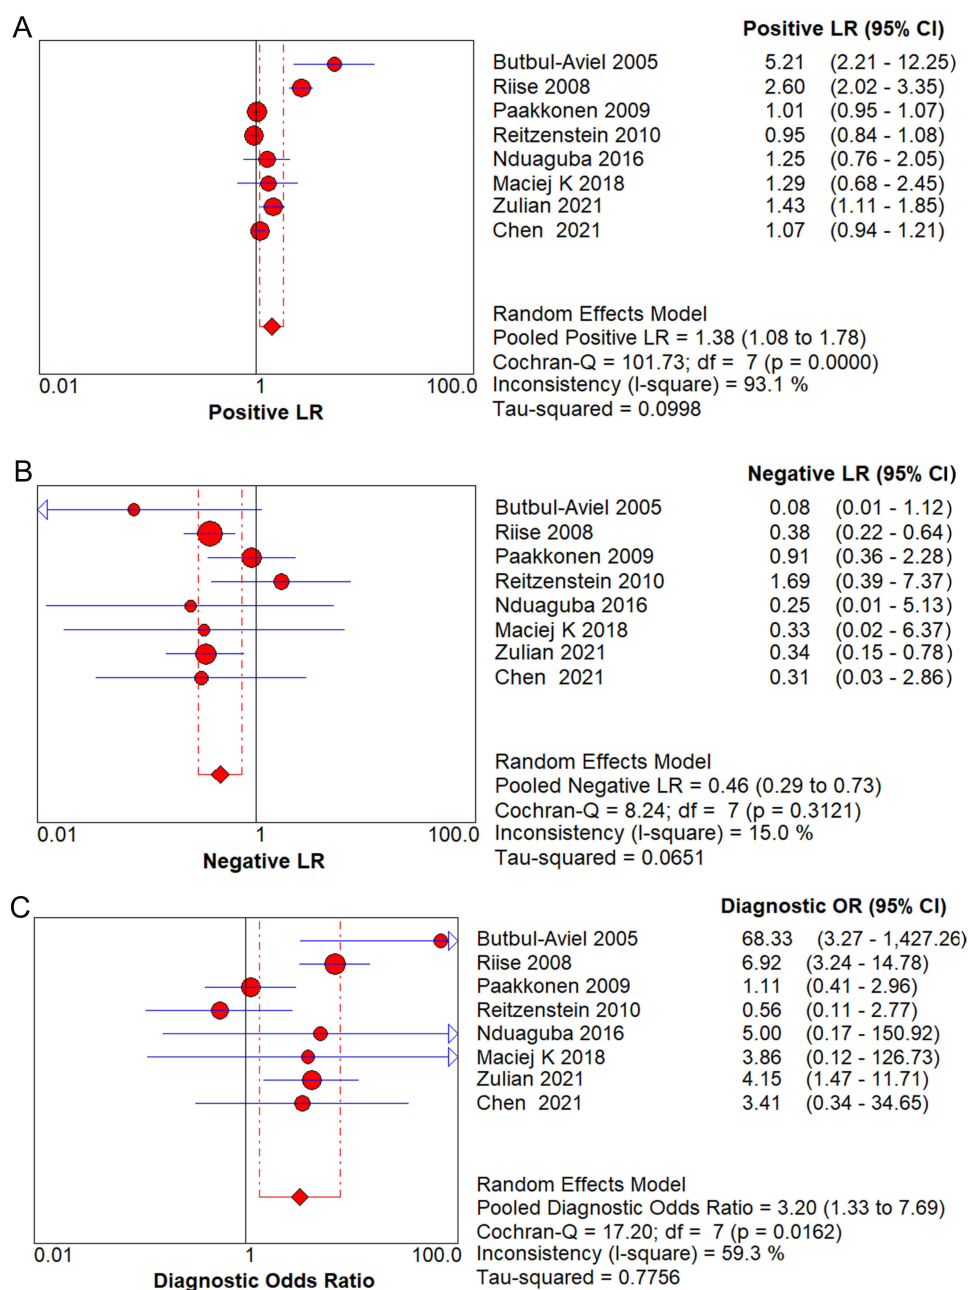 A
Positive LR (95% CI)
Butbul-Aviel 2005 5.21 (2.21 - 12.25)
Riise 2008 2.60 (2.02 - 3.35)
Paakkonen 2009 1.01 (0.95 - 1.07)
Reitzenstein 2010 0.95 (0.84 - 1.08)
Nduaguba 2016 1.25 (0.76 - 2.05)
Maciej K 2018 1.29 (0.68 - 2.45)
Zulian 2021 1.43 (1.11 - 1.85)
Chen 2021 1.07 (0.94 - 1.21)
Random Effects Model
Pooled Positive LR = 1.38 (1.08 to 1.78)
Cochran-Q = 101.73; df = 7 (p = 0.0000)
Inconsistency (I-square) = 93.1 %
Tau-squared = 0.0998
0.01 1 100.0
Positive LR
B
Negative LR (95% CI)
Butbul-Aviel 2005 0.08 (0.01 - 1.12)
Riise 2008 0.38 (0.22 - 0.64)
Paakkonen 2009 0.91 (0.36 - 2.28)
Reitzenstein 2010 1.69 (0.39 - 7.37)
Nduaguba 2016 0.25 (0.01 - 5.13)
Maciej K 2018 0.33 (0.02 - 6.37)
Zulian 2021 0.34 (0.15 - 0.78)
Chen 2021 0.31 (0.03 - 2.86)
Random Effects Model
Pooled Negative LR = 0.46 (0.29 to 0.73)
Cochran-Q = 8.24; df = 7 (p = 0.3121)
Inconsistency (I-square) = 15.0 %
Tau-squared = 0.0651
0.01 1 100.0
Negative LR
C
Diagnostic OR (95% CI)
Butbul-Aviel 2005 68.33 (3.27 - 1,427.26)
Riise 2008 6.92 (3.24 - 14.78)
Paakkonen 2009 1.11 (0.41 - 2.96)
Reitzenstein 2010 0.56 (0.11 - 2.77)
Nduaguba 2016 5.00 (0.17 - 150.92)
Maciej K 2018 3.86 (0.12 - 126.73)
Zulian 2021 4.15 (1.47 - 11.71)
Chen 2021 3.41 (0.34 - 34.65)
Random Effects Model
Pooled Diagnostic Odds Ratio = 3.20 (1.33 to 7.69)
Cochran-Q = 17.20; df = 7 (p = 0.0162)
Inconsistency (I-square) = 59.3 %
Tau-squared = 0.7756
0.01 1 100.0
Diagnostic Odds Ratio